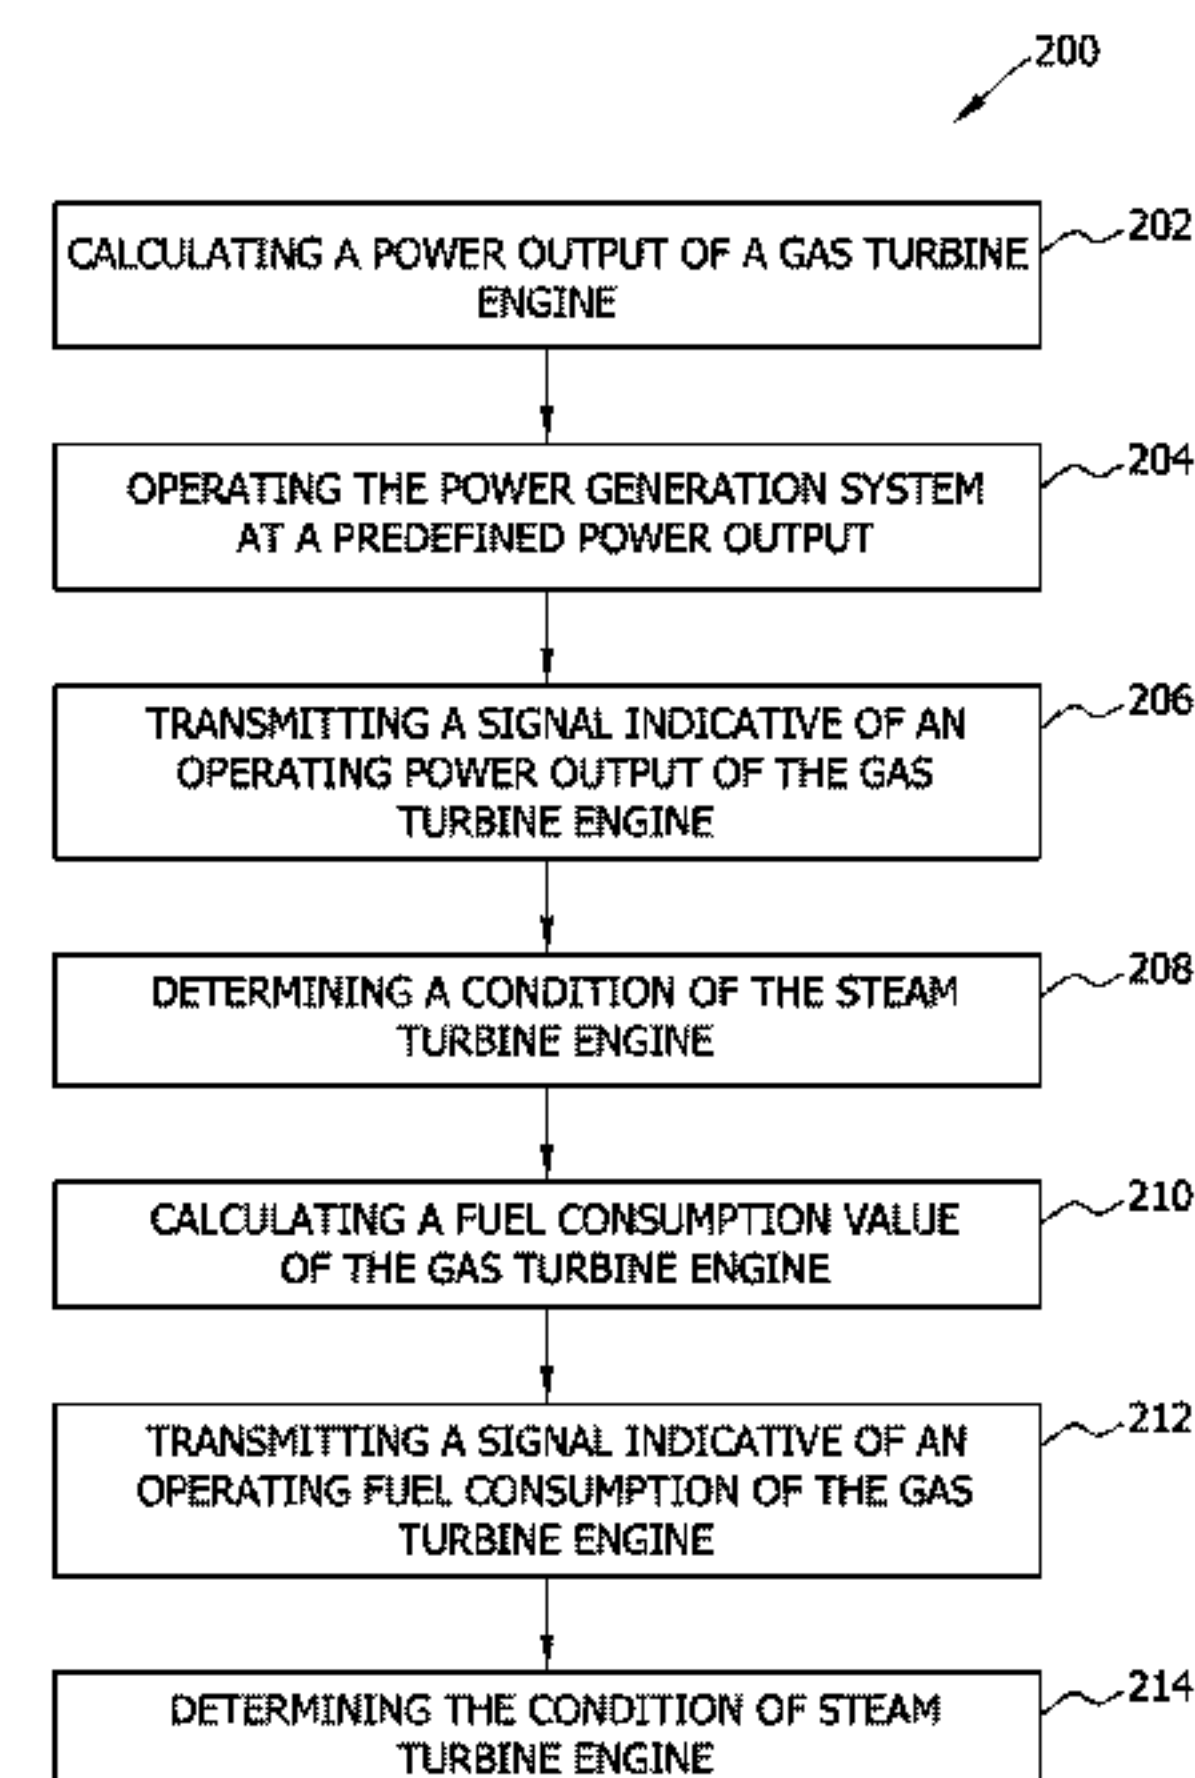 200
202
CALCULATING A POWER OUTPUT OF A GAS TURBINE
ENGINE
204
OPERATING THE POWER GENERATION SYSTEM
AT A PREDEFINED POWER OUTPUT
206
TRANSMITTING A SIGNAL INDICATIVE OF AN
OPERATING POWER OUTPUT OF THE GAS
TURBINE ENGINE
208
DETERMINING A CONDITION OF THE STEAM
TURBINE ENGINE
210
CALCULATING A FUEL CONSUMPTION VALUE
OF THE GAS TURBINE ENGINE
212
TRANSMITTING A SIGNAL INDICATIVE OF AN
OPERATING FUEL CONSUMPTION OF THE GAS
TURBINE ENGINE
214
DETERMINING THE CONDITION OF STEAM
TURBINE ENGINE